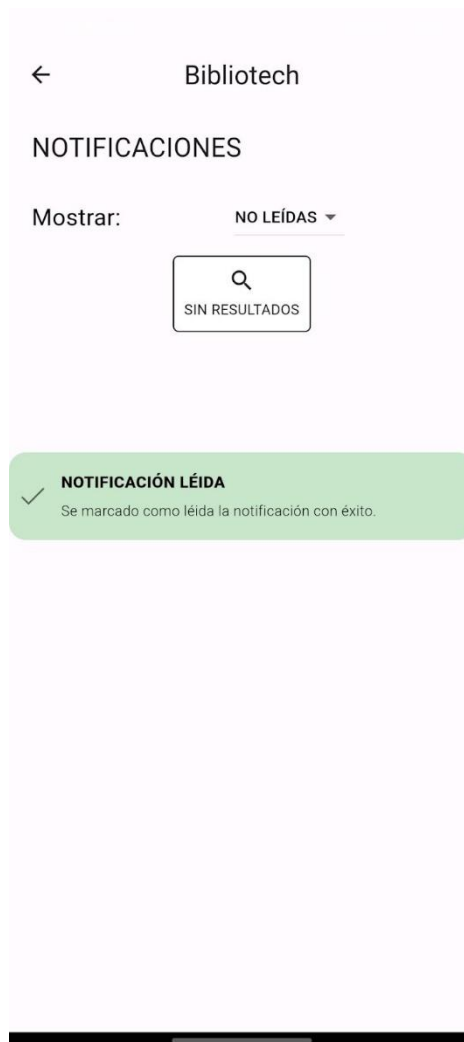 Bibliotech
NOTIFICACIONES
Mostrar: NO LEÍDAS
SIN RESULTADOS
NOTIFICACIÓN LÉIDA
Se marcado como léida la notificación con éxito.